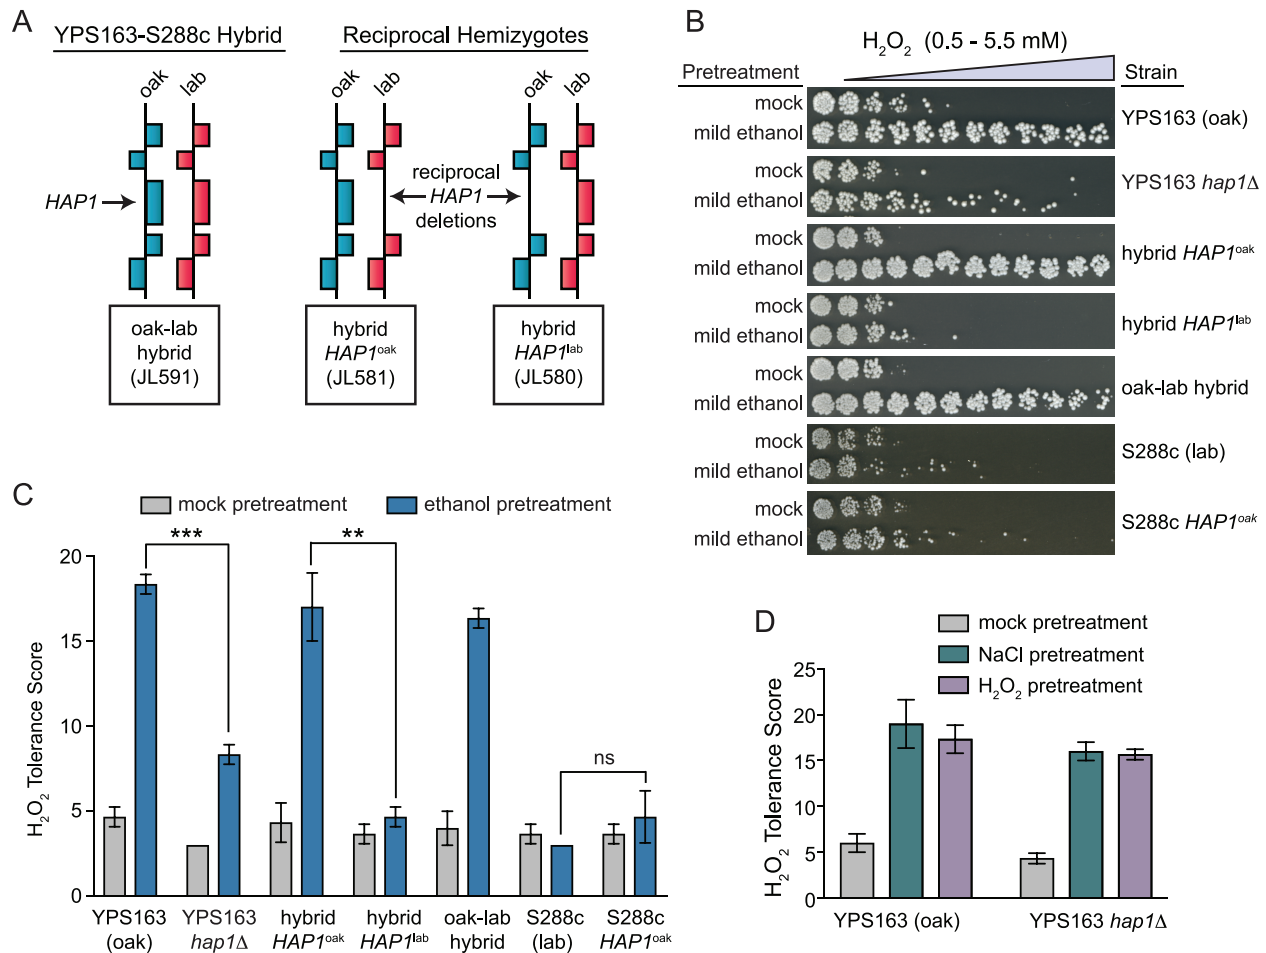 A
YPS163-S288c Hybrid
Reciprocal Hemizygotes
oak
lab
oak
lab
oak
lab
HAP1
reciprocal
HAP1
deletions
oak-lab
hybrid
(JL591)
hybrid
HAP1oak
(JL581)
hybrid
HAP1lab
(JL580)
B
H2O2 (0.5 - 5.5 mM)
Pretreatment
Strain
mock
mild ethanol
YPS163 (oak)
mock
mild ethanol
YPS163 hap1Δ
mock
mild ethanol
hybrid HAP1oak
mock
mild ethanol
hybrid HAP1lab
mock
mild ethanol
oak-lab hybrid
mock
mild ethanol
S288c (lab)
mock
mild ethanol
S288c HAP1oak
C
mock pretreatment
ethanol pretreatment
***
**
ns
H2O2 Tolerance Score
20
15
10
5
0
YPS163
(oak)
YPS163
hap1Δ
hybrid
HAP1oak
hybrid
HAP1lab
oak-lab
hybrid
S288c
(lab)
S288c
HAP1oak
D
mock pretreatment
NaCl pretreatment
H2O2 pretreatment
H2O2 Tolerance Score
25
20
15
10
5
0
YPS163 (oak)
YPS163 hap1Δ